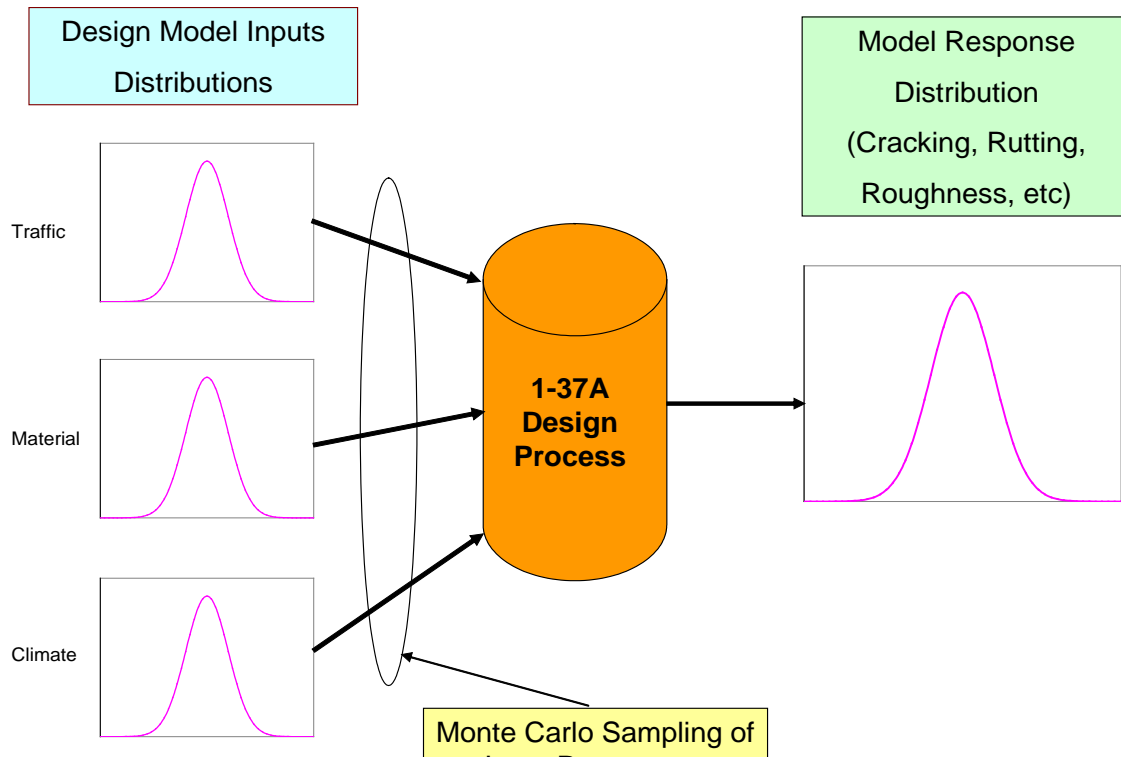 Design Model Inputs
Distributions
Model Response
Distribution
(Cracking, Rutting,
Roughness, etc)
Traffic
Material
Climate
1-37A
Design
Process
Monte Carlo Sampling of